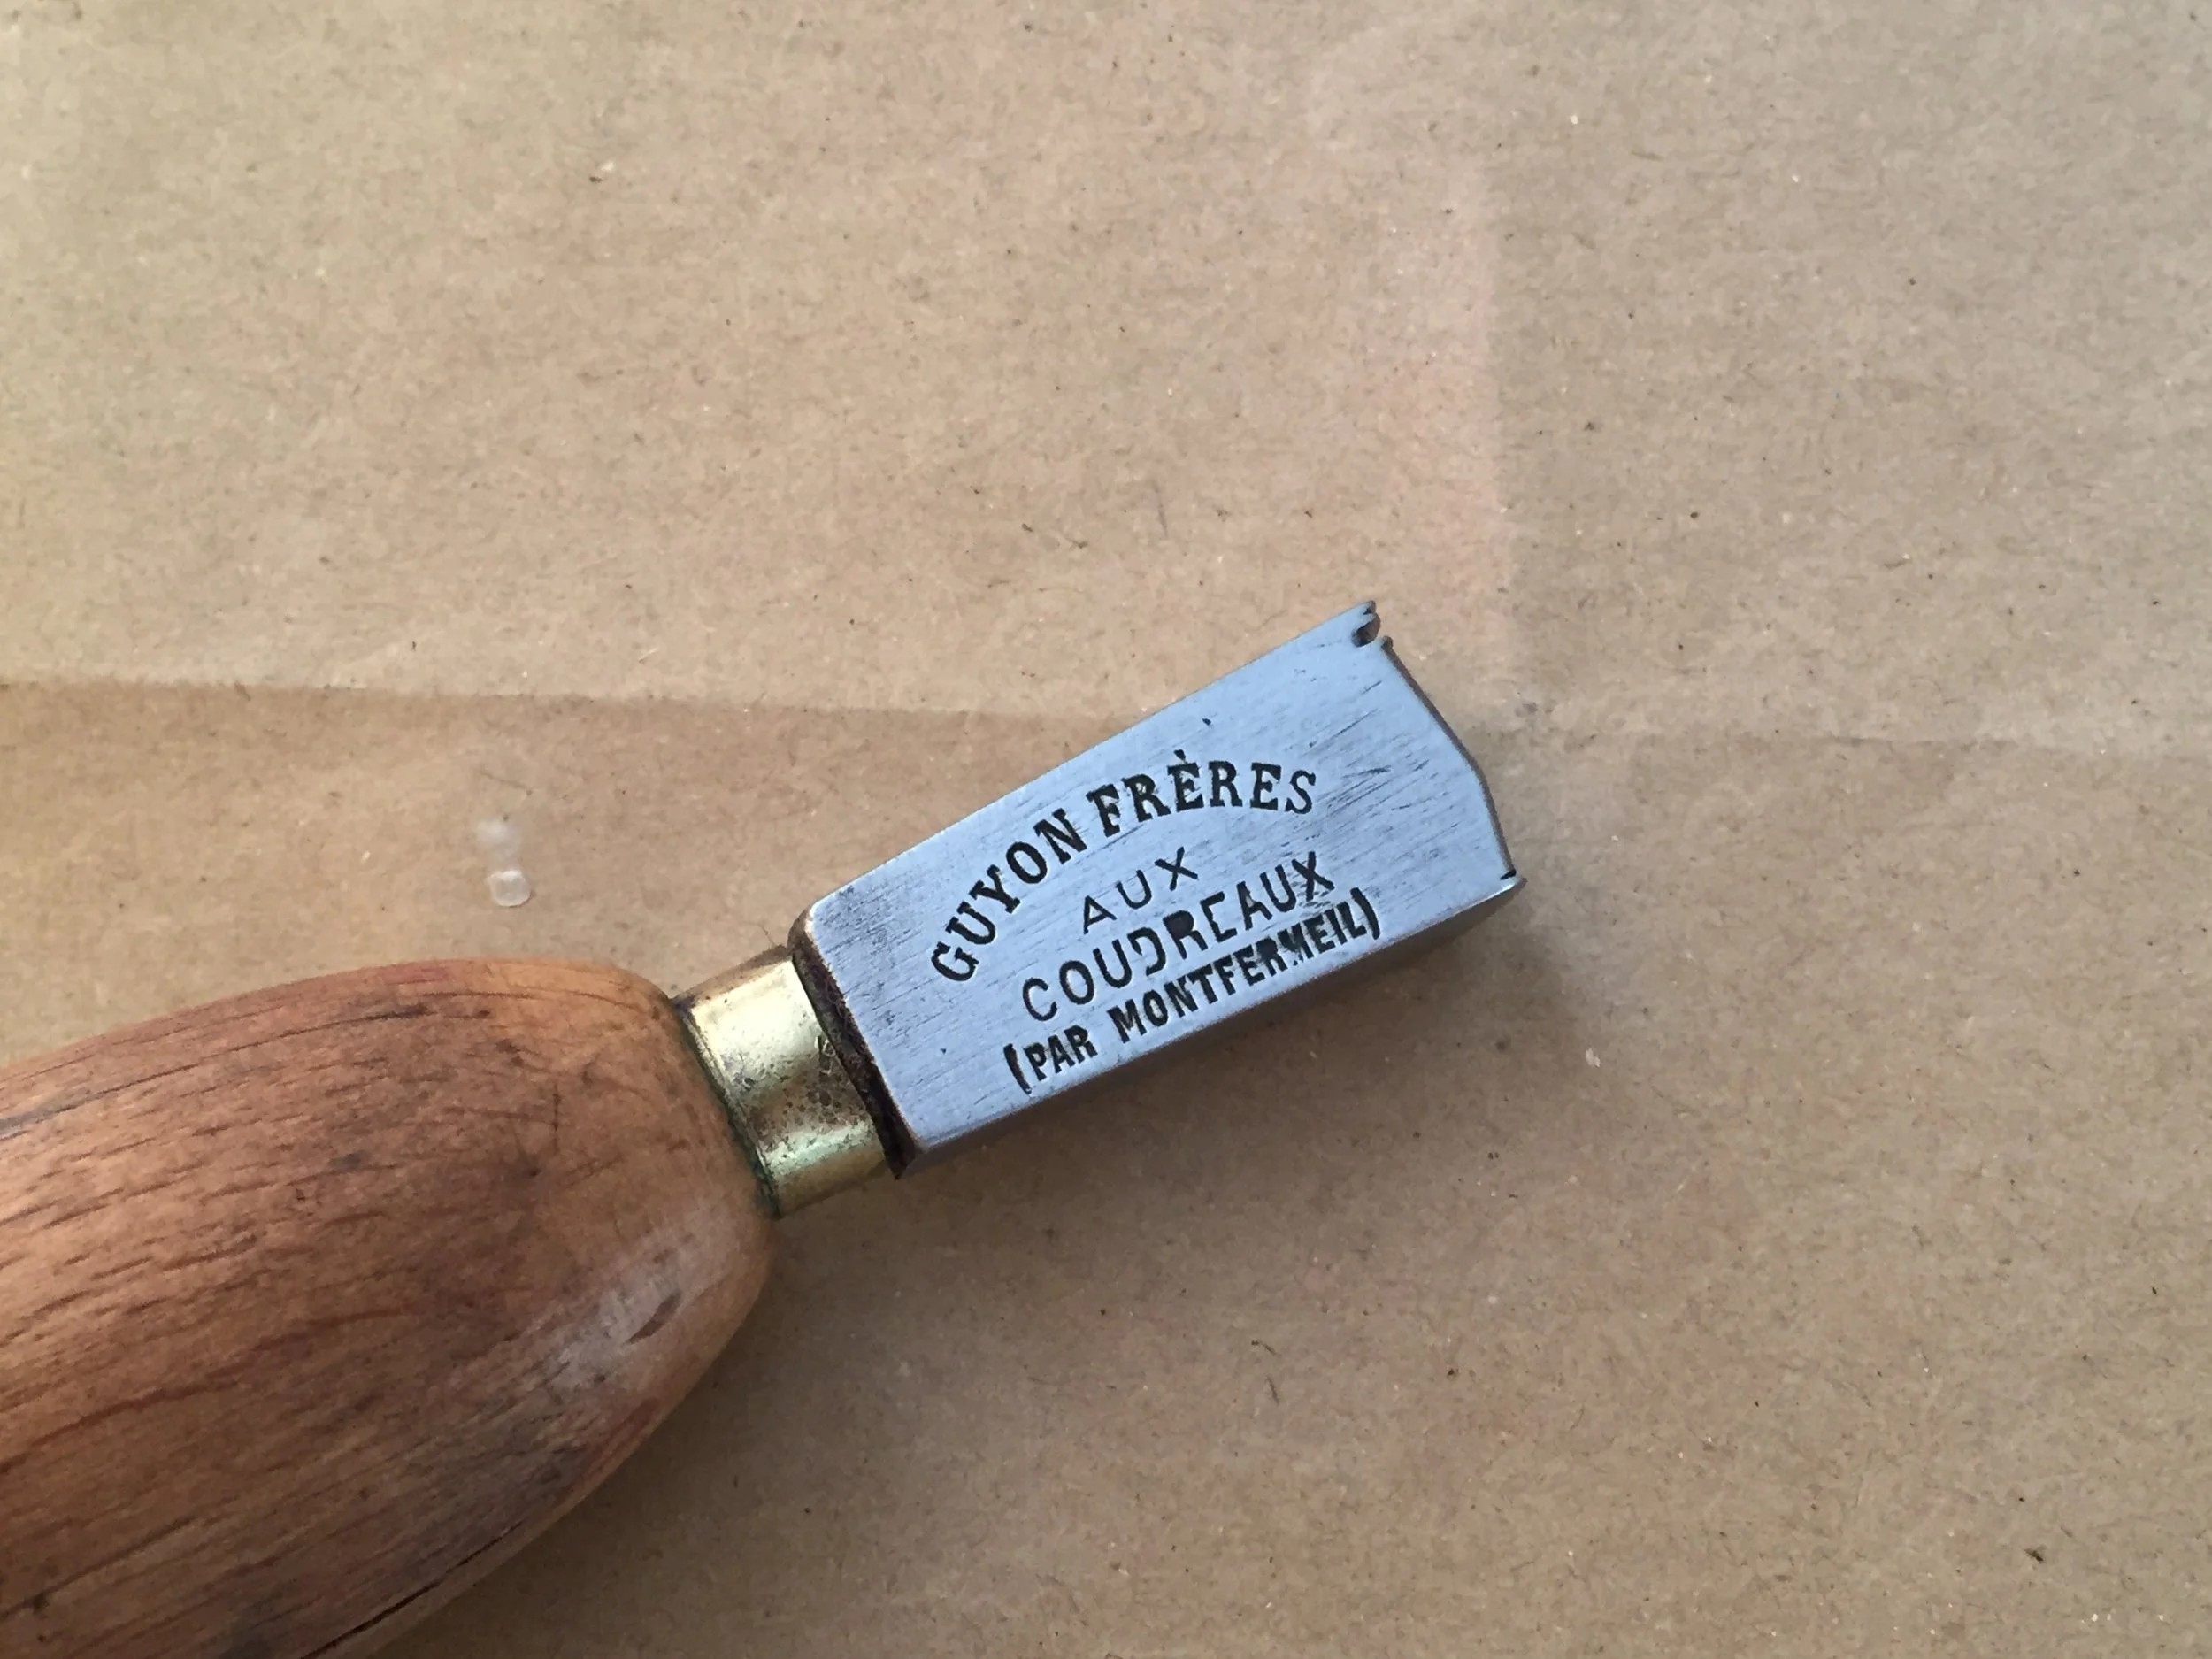 GUYON FRÈRES
AUX
COUDREAUX
(PAR MONTFERMEIL)